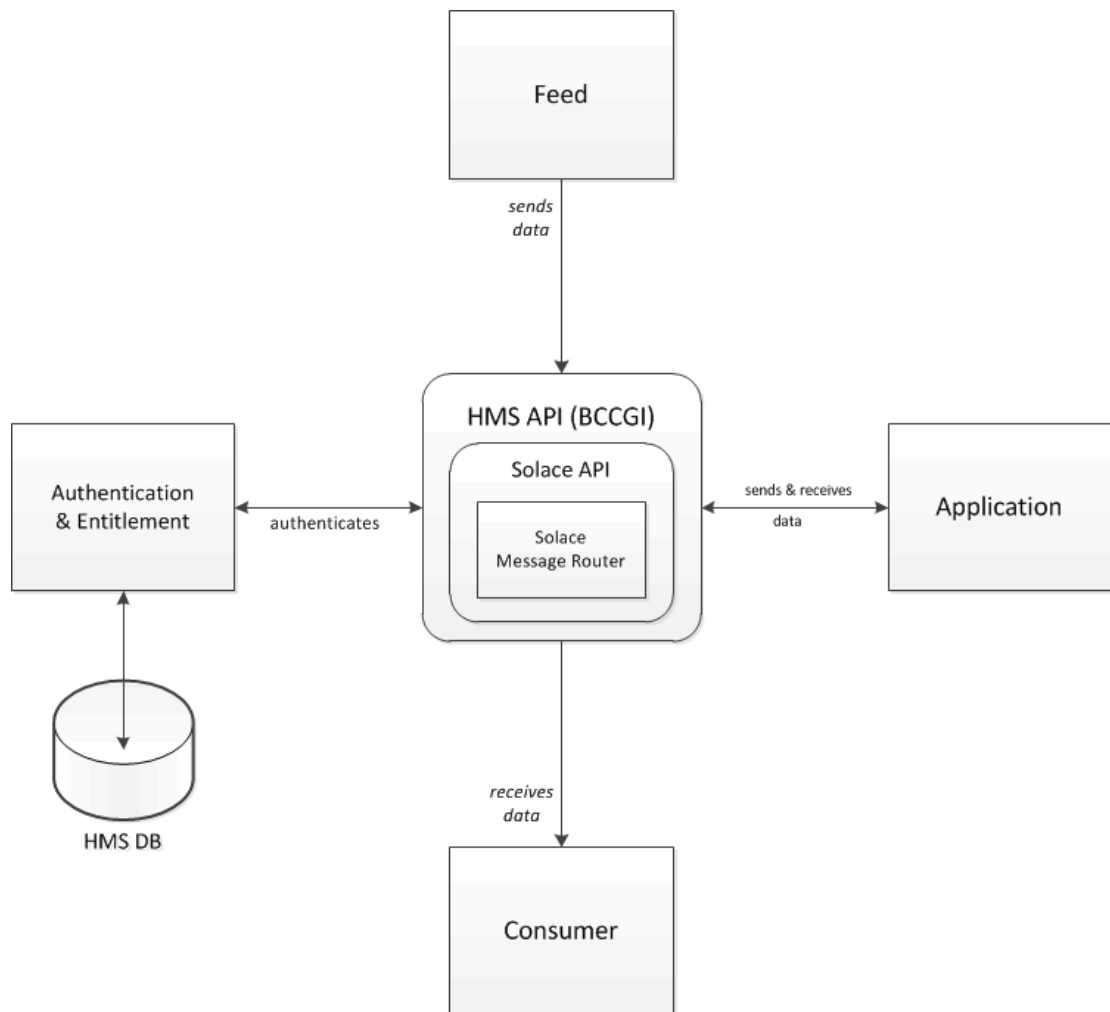 Feed
sends
data
HMS API (BCCGI)
Solace API
Solace
Message Router
Authentication
& Entitlement
authenticates
sends & receives
data
Application
HMS DB
receives
data
Consumer